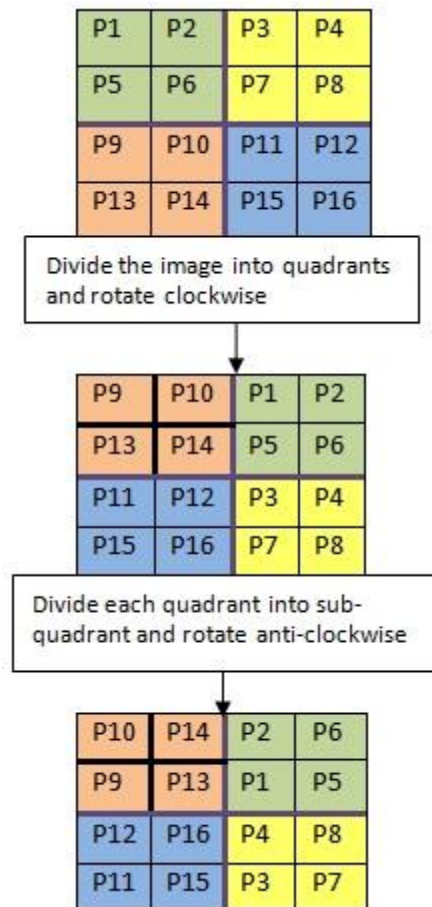 P1 P2 P3 P4
P5 P6 P7 P8
P9 P10 P11 P12
P13 P14 P15 P16
Divide the image into quadrants
and rotate clockwise
P9 P10 P1 P2
P13 P14 P5 P6
P11 P12 P3 P4
P15 P16 P7 P8
Divide each quadrant into sub-
quadrant and rotate anti-clockwise
P10 P14 P2 P6
P9 P13 P1 P5
P12 P16 P4 P8
P11 P15 P3 P7